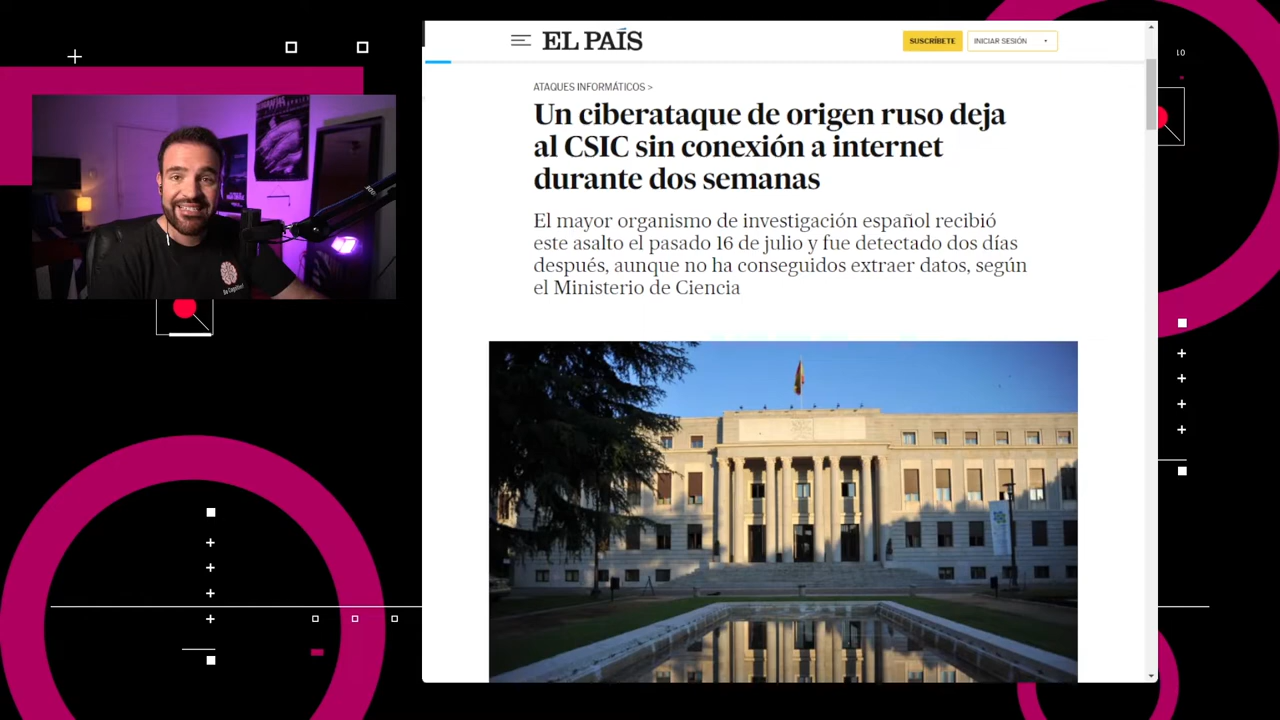 EL PAÍS
SUSCRÍBETE
INICIAR SESIÓN
ATAQUES INFORMÁTICOS >
Un ciberataque de origen ruso deja
al CSIC sin conexión a internet
durante dos semanas
El mayor organismo de investigación español recibió
este asalto el pasado 16 de julio y fue detectado dos días
después, aunque no ha conseguidos extraer datos, según
el Ministerio de Ciencia